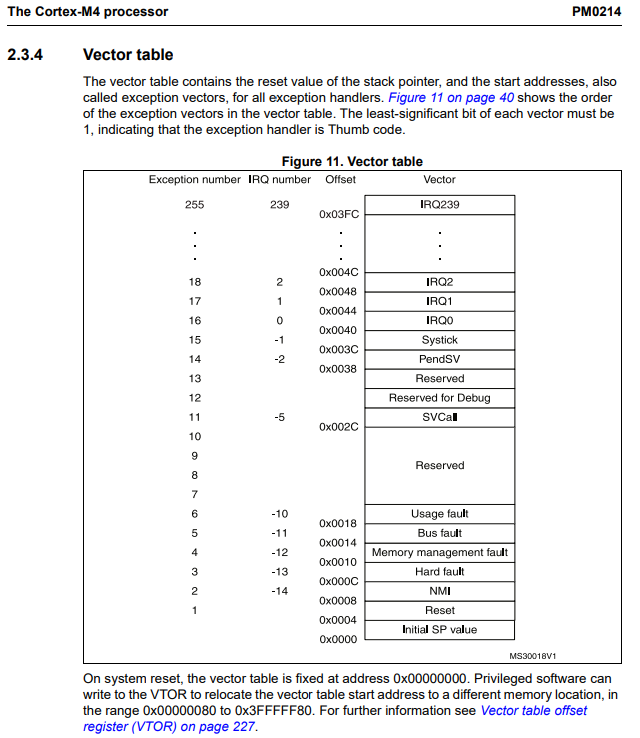 The Cortex-M4 processor PM0214
2.3.4 Vector table
The vector table contains the reset value of the stack pointer, and the start addresses, also
called exception vectors, for all exception handlers. Figure 11 on page 40 shows the order
of the exception vectors in the vector table. The least-significant bit of each vector must be
1, indicating that the exception handler is Thumb code.
Figure 11. Vector table
Exception number IRQ number Offset Vector
255 239 IRQ239
0x03FC
. . .
. . .
. . .
0x004C
18 2 IRQ2
0x0048
17 1 IRQ1
0x0044
16 0 IRQ0
0x0040
15 -1 Systick
0x003C
14 -2 PendSV
0x0038
13 Reserved
12 Reserved for Debug
11 -5 SVCall
0x002C
10
9
Reserved
8
7
6 -10 Usage fault
0x0018
5 -11 Bus fault
0x0014
4 -12 Memory management fault
0x0010
3 -13 Hard fault
0x000C
2 -14 NMI
0x0008
1 Reset
0x0004
Initial SP value
0x0000
MS30018V1
On system reset, the vector table is fixed at address 0x00000000. Privileged software can
write to the VTOR to relocate the vector table start address to a different memory location, in
the range 0x00000080 to 0x3FFFFF80. For further information see Vector table offset
register (VTOR) on page 227.